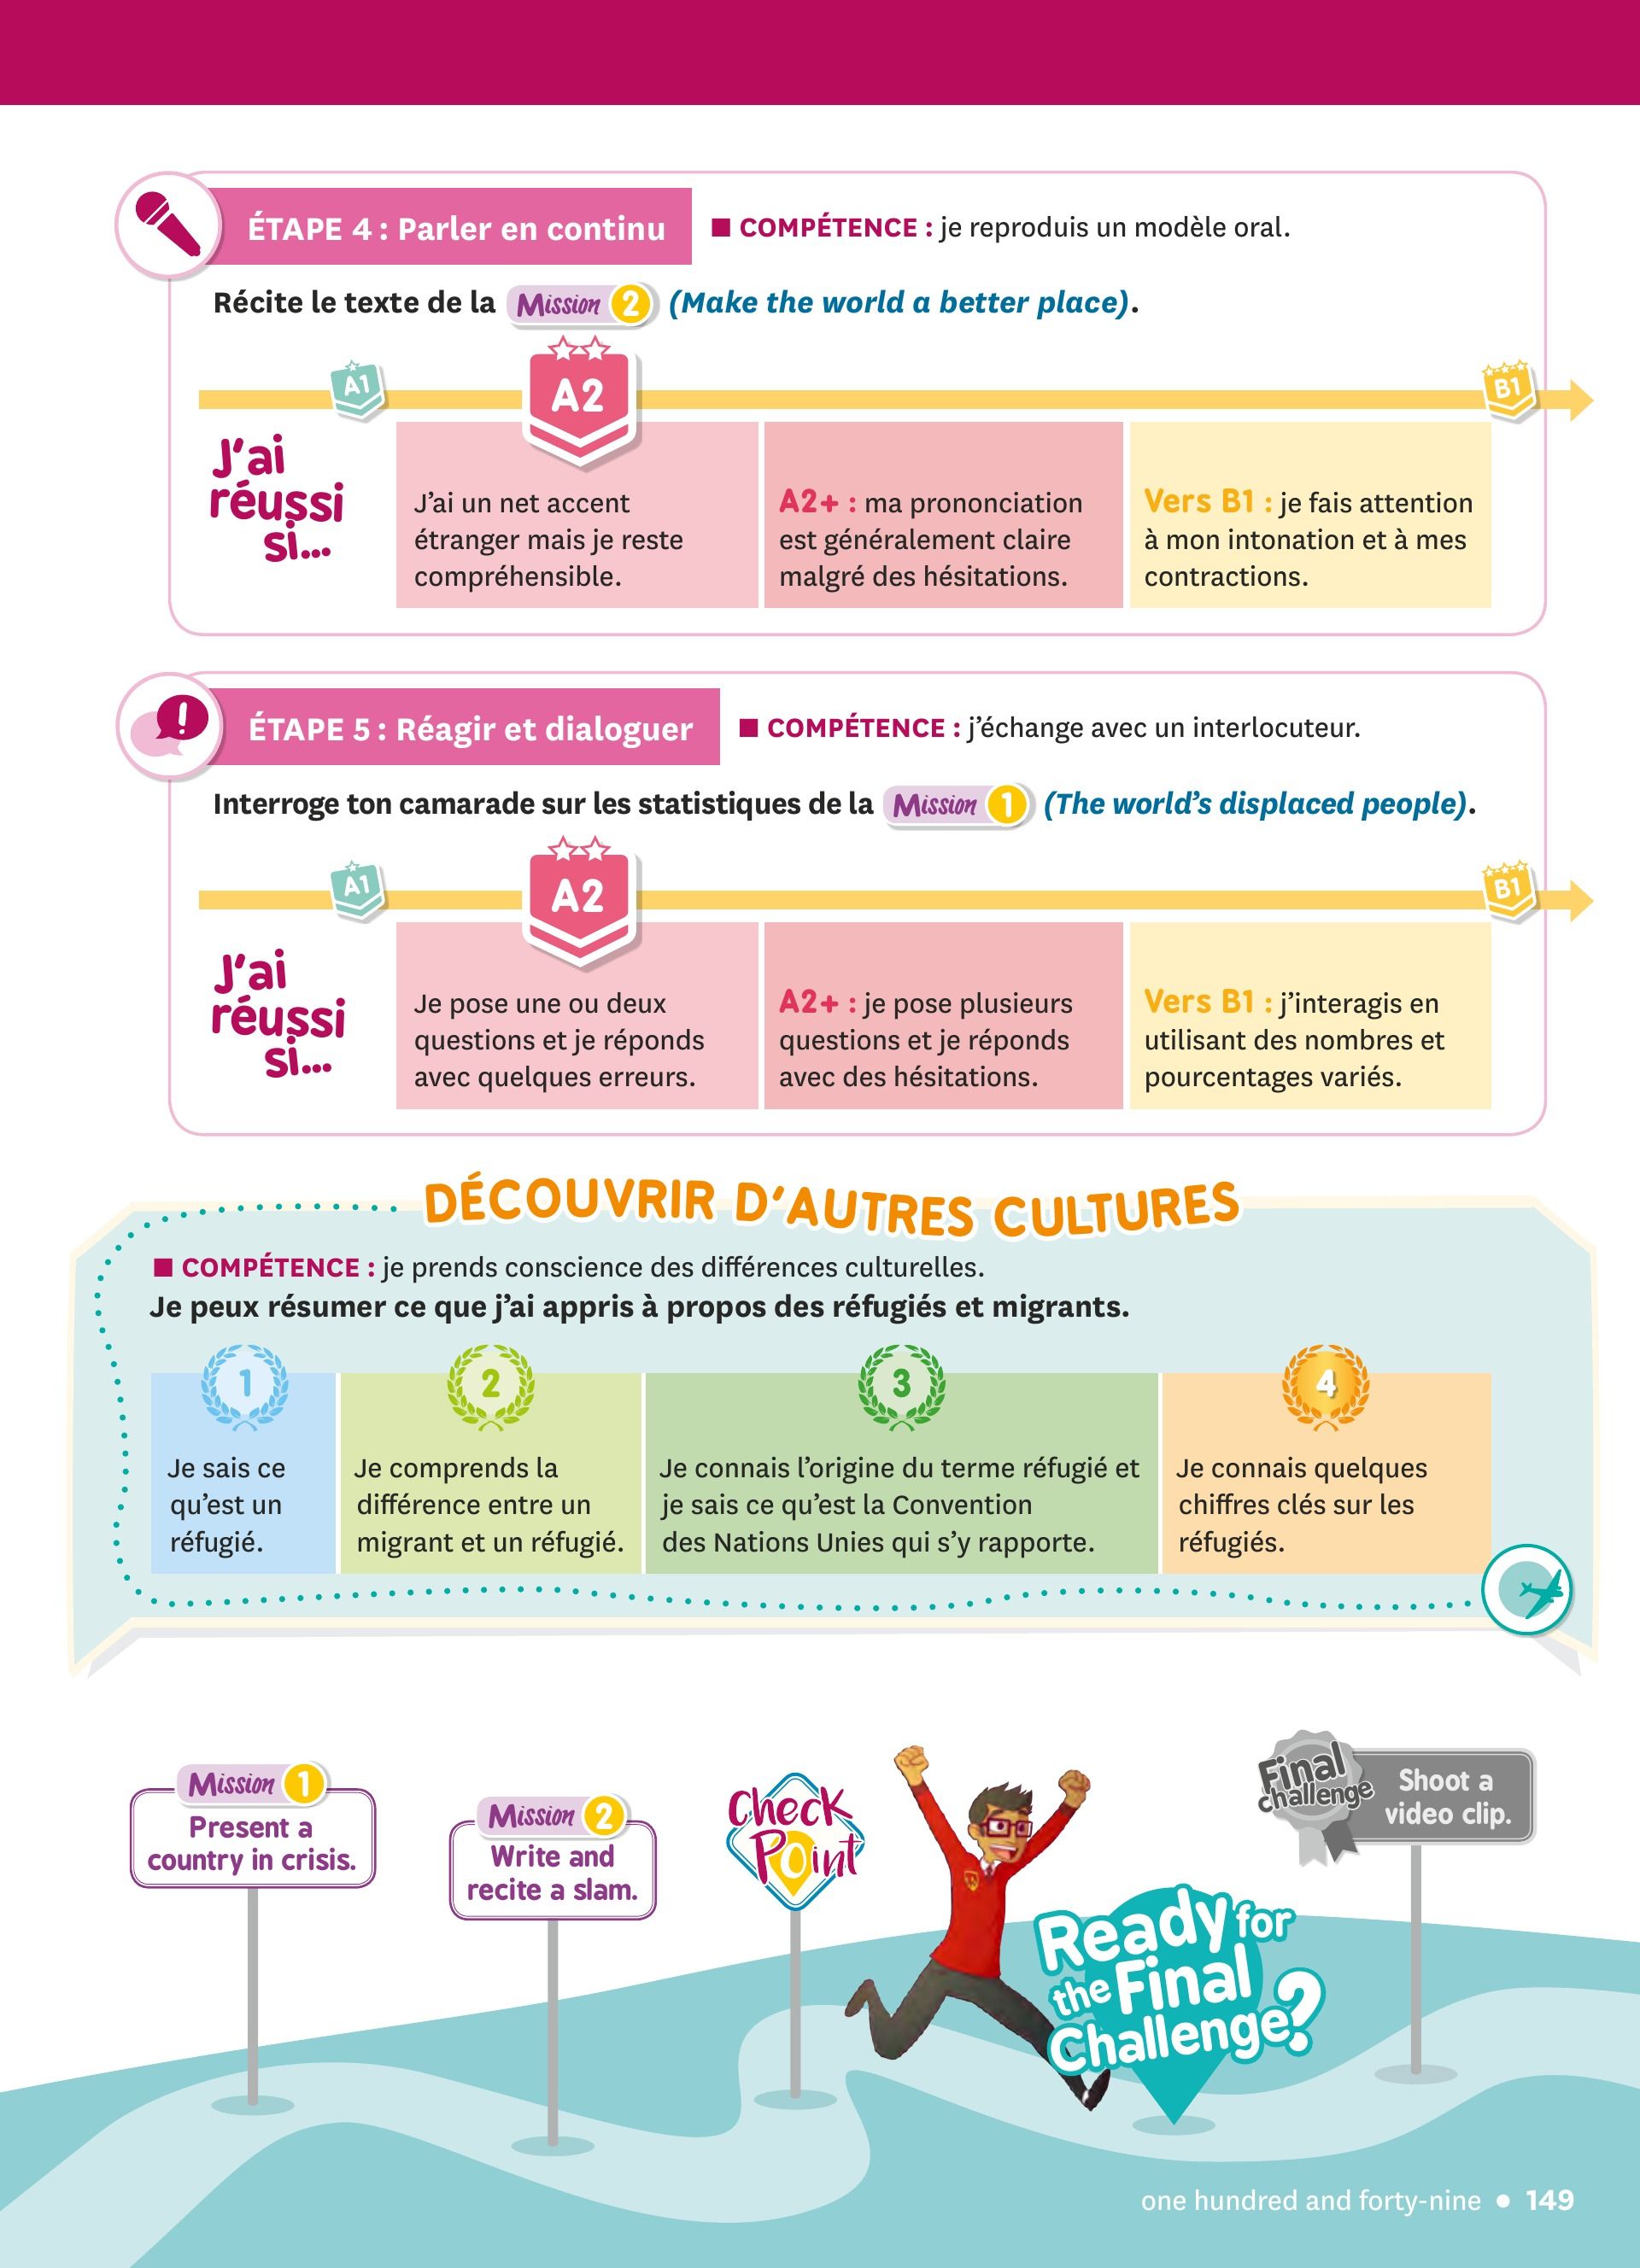 ÉTAPE 4 : Parler en continu
■ COMPÉTENCE : je reproduis un modèle oral.
Récite le texte de la Mission 2 (Make the world a better place).
A1
A2
B1
J'ai
réussi
si...
J'ai un net accent
étranger mais je reste
compréhensible.
A2+ : ma prononciation
est généralement claire
malgré des hésitations.
Vers B1 : je fais attention
à mon intonation et à mes
contractions.
ÉTAPE 5 : Réagir et dialoguer
■ COMPÉTENCE : j'échange avec un interlocuteur.
Interroge ton camarade sur les statistiques de la Mission 1 (The world's displaced people).
A1
A2
B1
J'ai
réussi
si...
Je pose une ou deux
questions et je réponds
avec quelques erreurs.
A2+ : je pose plusieurs
questions et je réponds
avec des hésitations.
Vers B1 : j'interagis en
utilisant des nombres et
pourcentages variés.
DÉCOUVRIR D'AUTRES CULTURES
■ COMPÉTENCE : je prends conscience des différences culturelles.
Je peux résumer ce que j'ai appris à propos des réfugiés et migrants.
1
Je sais ce
qu'est un
réfugié.
2
Je comprends la
différence entre un
migrant et un réfugié.
3
Je connais l'origine du terme réfugié et
je sais ce qu'est la Convention
des Nations Unies qui s'y rapporte.
4
Je connais quelques
chiffres clés sur les
réfugiés.
Mission 1
Present a
country in crisis.
Mission 2
Write and
recite a slam.
Check
Point
Ready for
the Final
Challenge?
Final
challenge
Shoot a
video clip.
one hundred and forty-nine • 149